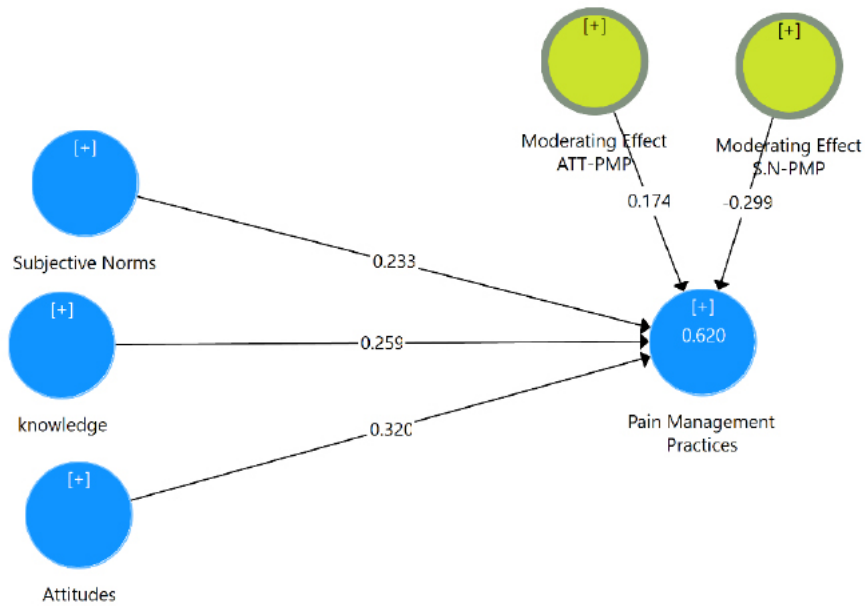 [+]
[+]
Moderating Effect
ATT-PMP
Moderating Effect
S.N-PMP
[+]
0.174
-0.299
Subjective Norms
0.233
[+]
[+]
0.620
0.259
knowledge
Pain Management
Practices
0.320
[+]
Attitudes